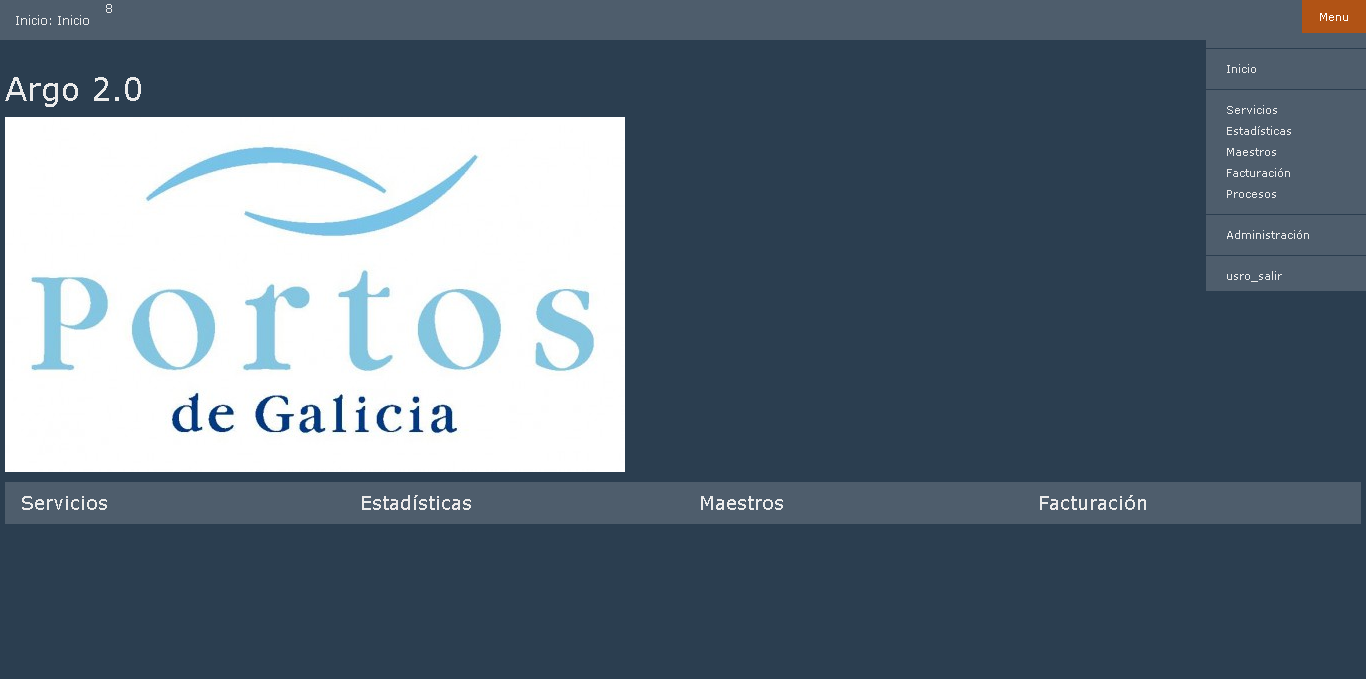 Inicio: Inicio
8
Menu
Inicio
Servicios
Estadísticas
Maestros
Facturación
Procesos
Administración
usro_salir
Argo 2.0
Portos
de Galicia
Servicios Estadísticas Maestros Facturación